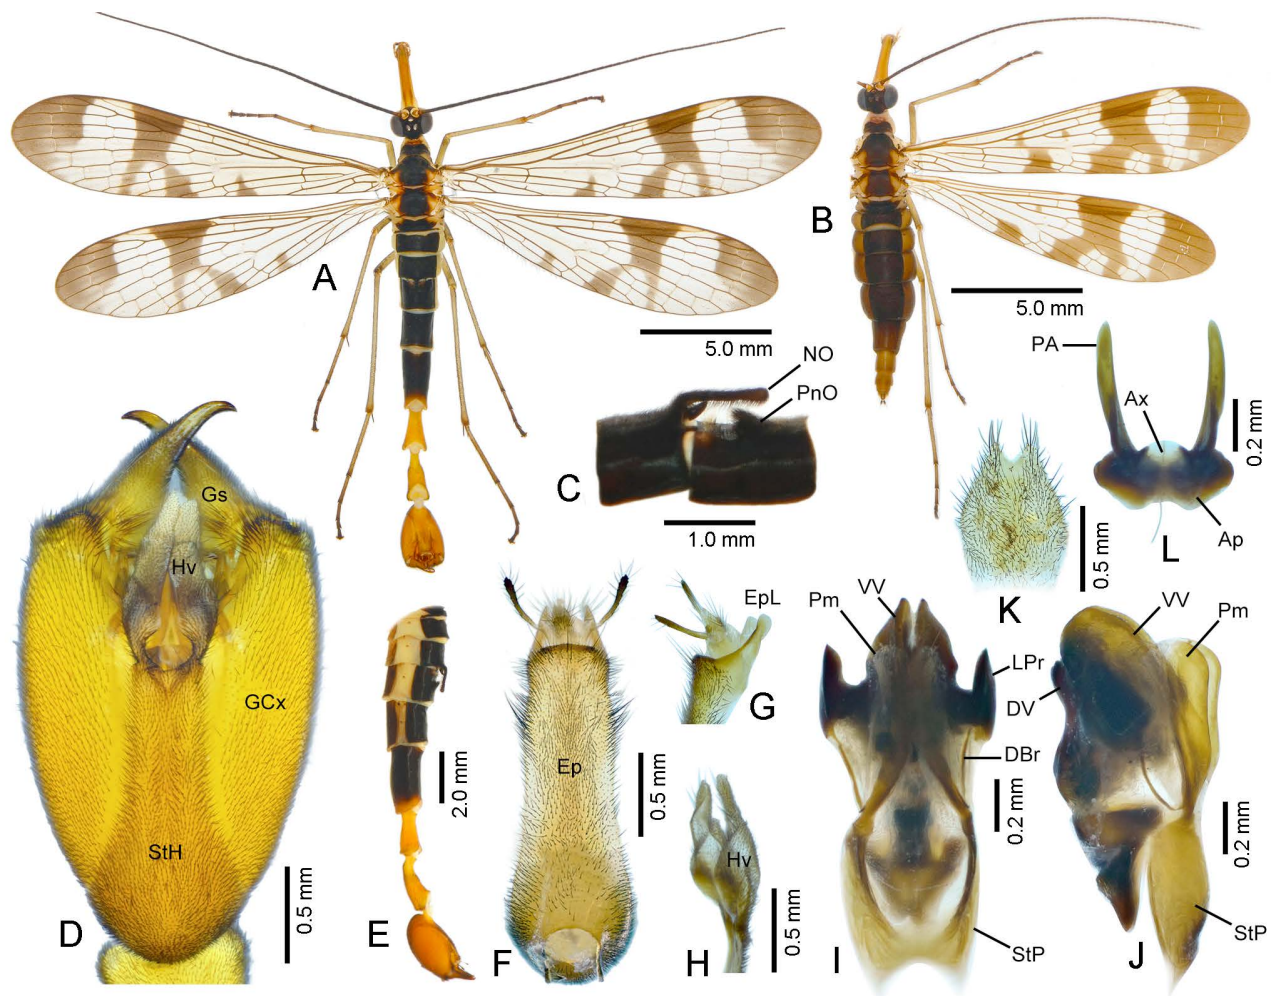 A
5.0 mm
B
5.0 mm
NO
PnO
C
1.0 mm
Gs
Hv
GCx
StH
0.5 mm
D
2.0 mm
E
Ep
0.5 mm
F
EpL
G
Hv
0.5 mm
H
VV
Pm
LPr
DBr
0.2 mm
StP
I
VV
Pm
DV
0.2 mm
StP
J
0.5 mm
K
PA
Ax
0.2 mm
Ap
L